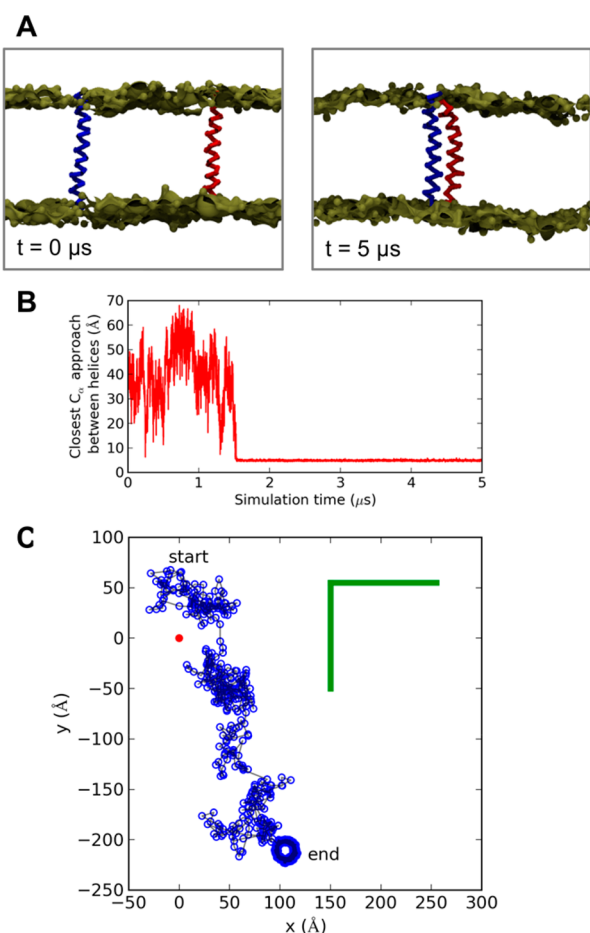 A
t = 0 µs
t = 5 µs
B
Closest Cα approach
between helices (Å)
70
60
50
40
30
20
10
0
0 1 2 3 4 5
Simulation time (µs)
C
y (Å)
100
50
0
−50
−100
−150
−200
−250
start
end
−50 0 50 100 150 200 250 300
x (Å)